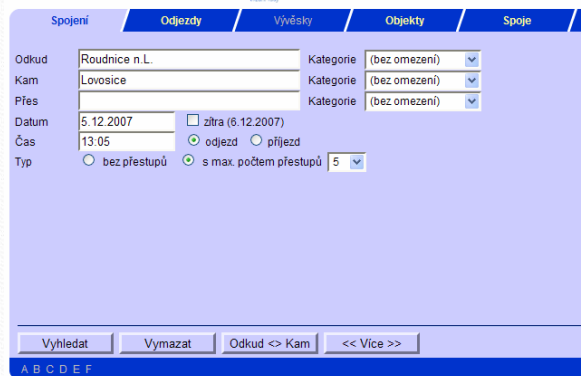 Spojení Odjezdy Vývěsky Objekty Spoje
Odkud Roudnice n.L. Kategorie (bez omezení)
Kam Lovosice Kategorie (bez omezení)
Přes Kategorie (bez omezení)
Datum 5.12.2007 zítra (6.12.2007)
Čas 13:05 odjezd příjezd
Typ bez přestupů s max. počtem přestupů 5
Vyhledat Vymazat Odkud <> Kam << Více >>
A B C D E F